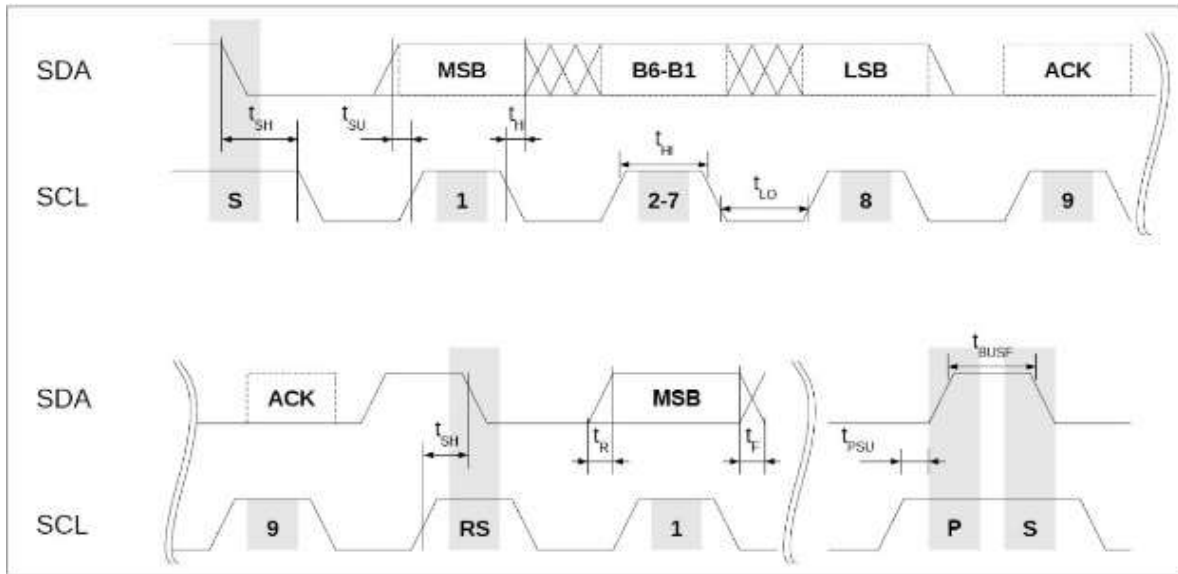 SDA MSB B6-B1 LSB ACK
t_SH t_SU t_H t_HI t_LO
SCL S 1 2-7 8 9
t_BUSF
SDA ACK MSB
t_SH t_R t_F t_PSU
SCL 9 RS 1 P S